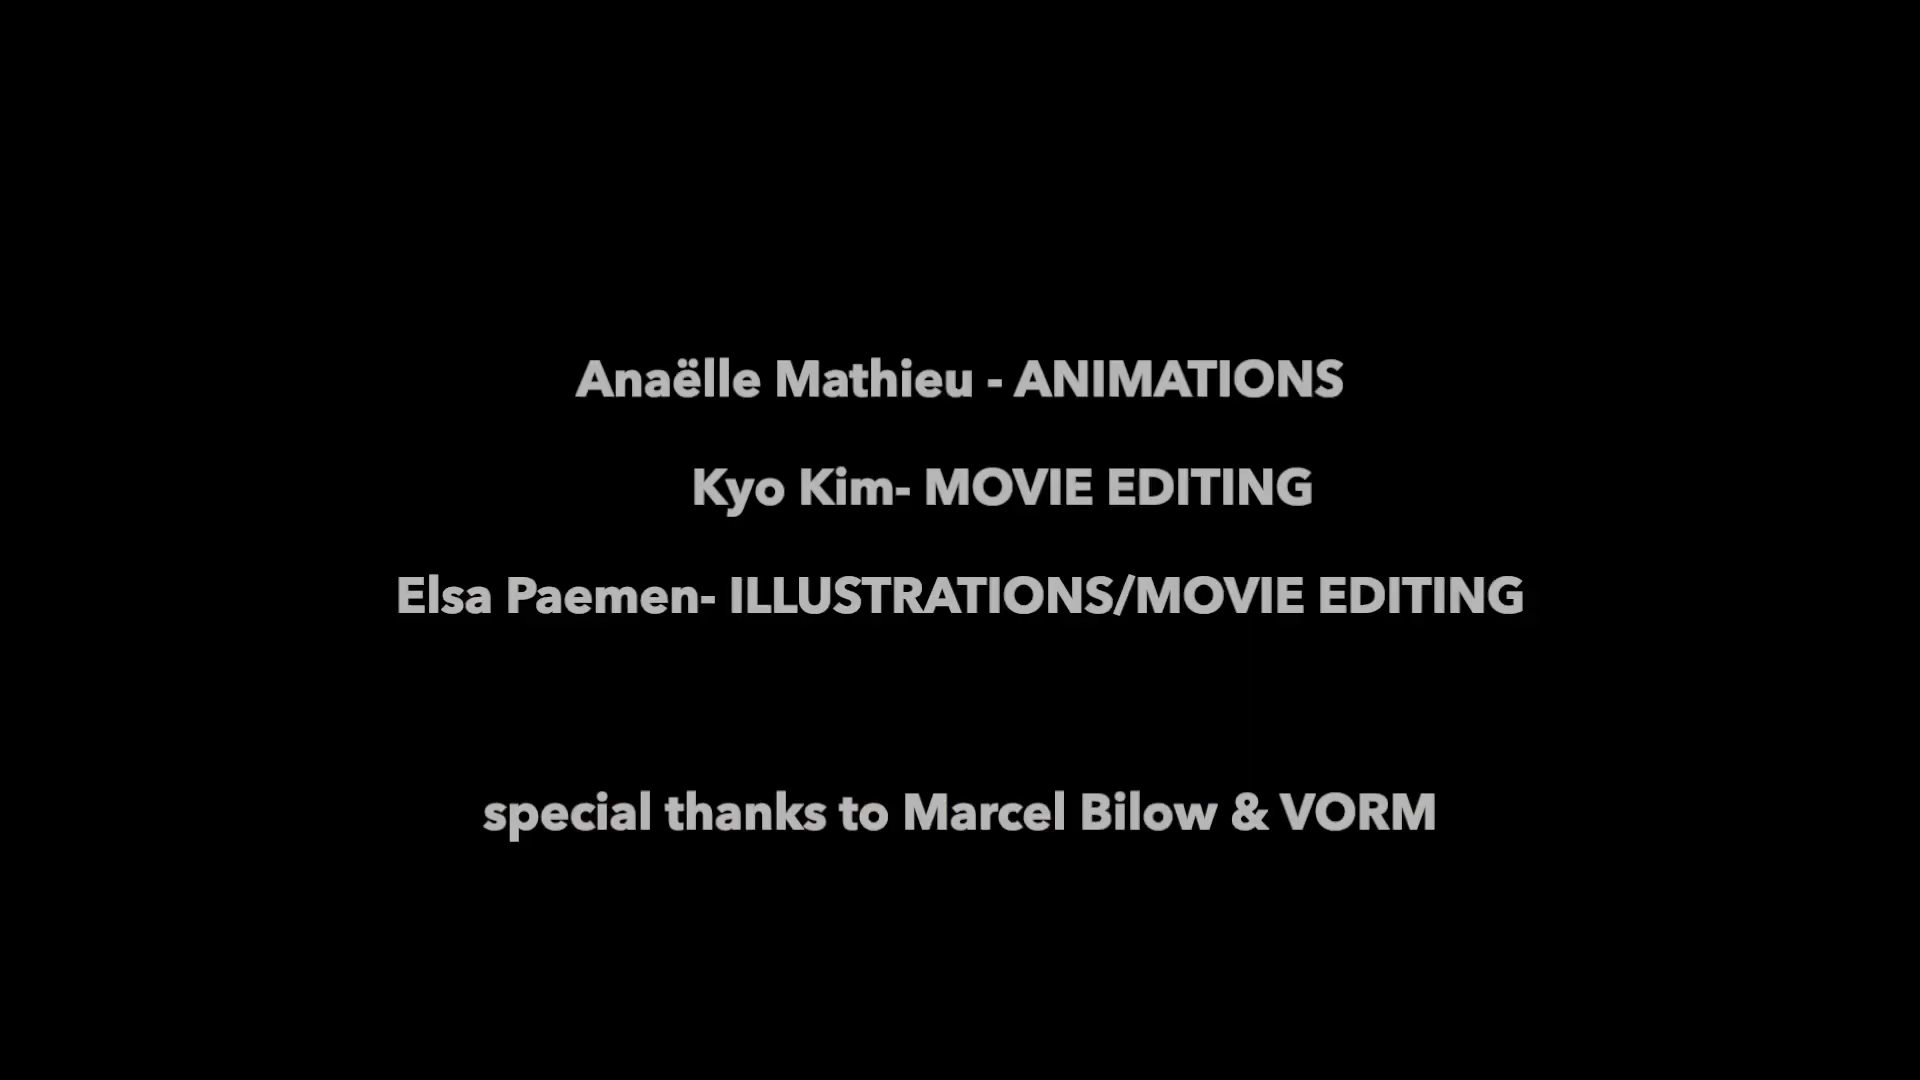 Anaëlle Mathieu - ANIMATIONS
Kyo Kim- MOVIE EDITING
Elsa Paemen- ILLUSTRATIONS/MOVIE EDITING
special thanks to Marcel Bilow & VORM